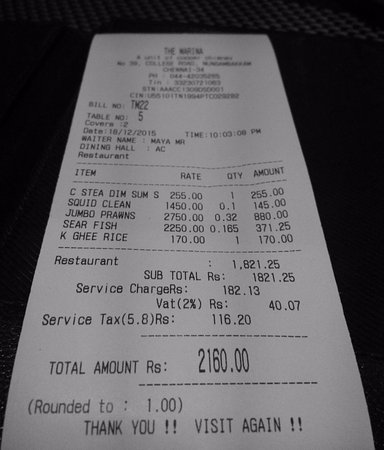 THE MARINA
A unit of copper chimney
No 39, COLLEGE ROAD, NUNGAMBAKKAM
CHENNAI-34
PH : 044-42035285
Tin : 33230721083
STN:AAACC1309DSD001
CIN:U55101TN1994PTC029282
BILL NO: TM22
TABLE NO: 5
Covers :2
Date:18/12/2015 TIME:10:03:08 PM
WAITER NAME : MAYA MR
DINING HALL : AC
Restaurant
ITEM RATE QTY AMOUNT
C STEA DIM SUM S 255.00 1 255.00
SQUID CLEAN 1450.00 0.1 145.00
JUMBO PRAWNS 2750.00 0.32 880.00
SEAR FISH 2250.00 0.165 371.25
K GHEE RICE 170.00 1 170.00
Restaurant : 1,821.25
SUB TOTAL Rs: 1821.25
Service ChargeRs: 182.13
Vat(2%) Rs: 40.07
Service Tax(5.8)Rs: 116.20
TOTAL AMOUNT Rs: 2160.00
(Rounded to : 1.00)
THANK YOU !! VISIT AGAIN !!